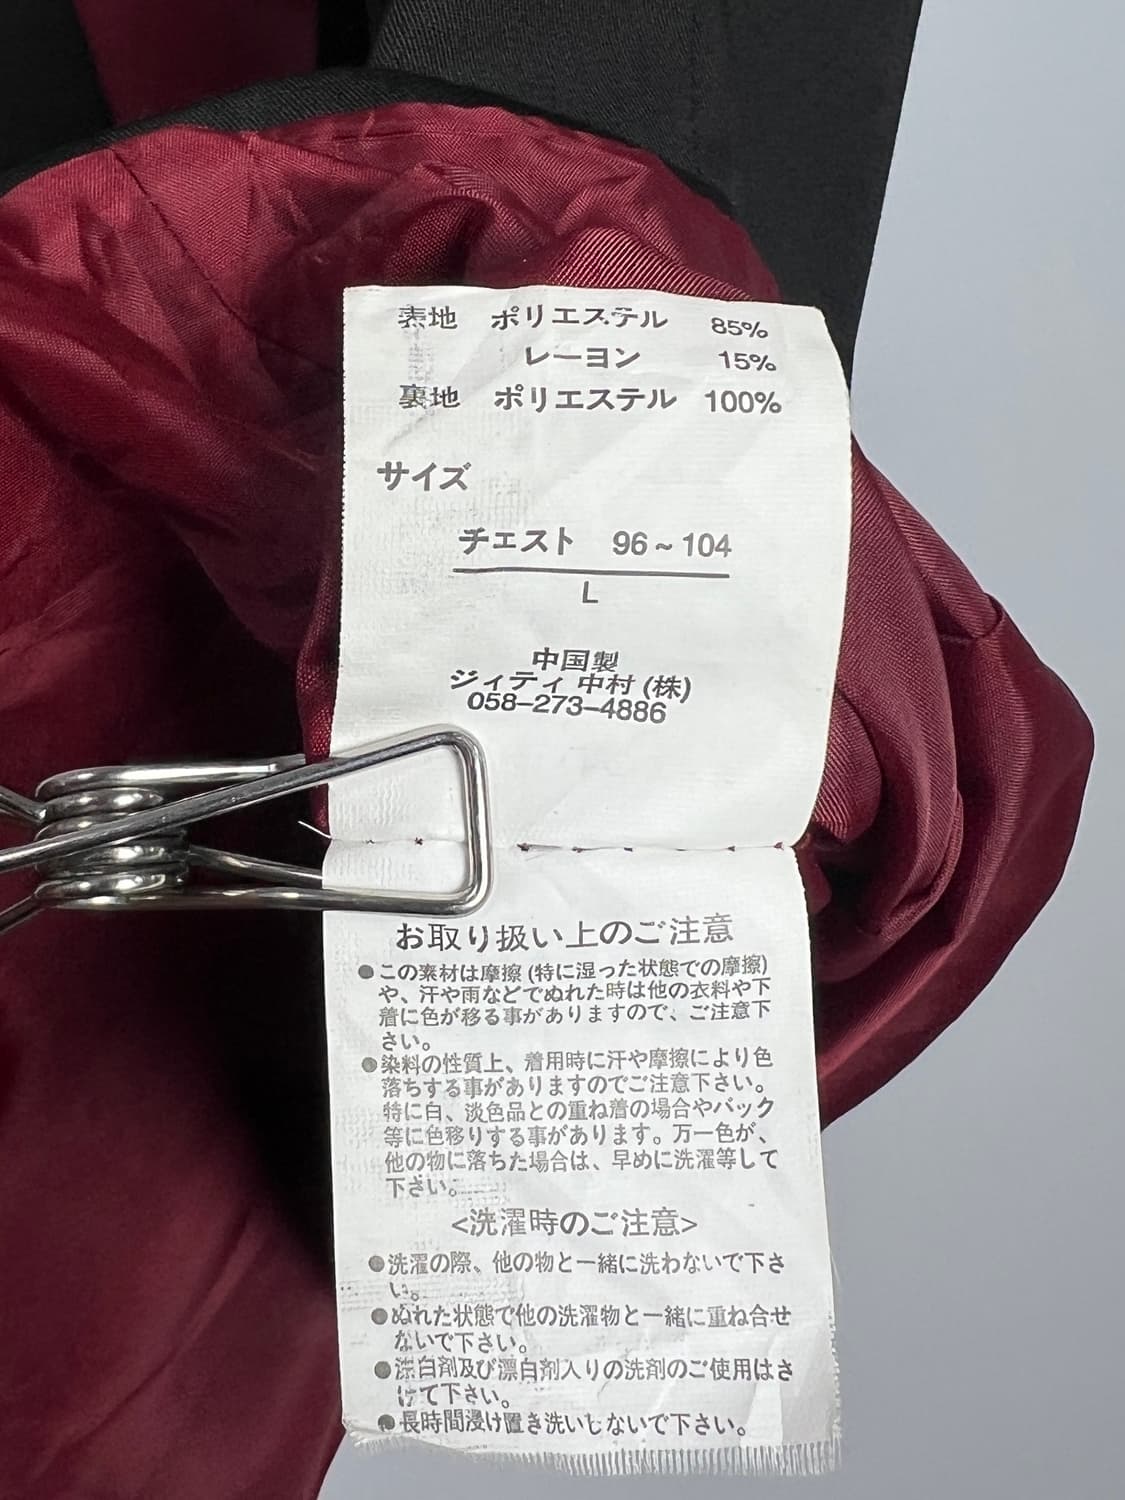 表地 ポリエステル 85%
レーヨン 15%
裏地 ポリエステル 100%
サイズ
チェスト 96~104
L
中国製
ジィティ中村(株)
058-273-4886
お取り扱い上のご注意
●この素材は摩擦(特に湿った状態での摩擦)
や、汗や雨などでぬれた時は他の衣料や下
着に色が移る事がありますので、ご注意下
さい。
●染料の性質上、着用時に汗や摩擦により色
落ちする事がありますのでご注意下さい。
特に白、淡色品との重ね着の場合やバック
等に色移りする事があります。万一色が、
他の物に落ちた場合は、早めに洗濯等して
下さい。
<洗濯時のご注意>
●洗濯の際、他の物と一緒に洗わないで下さ
い。
●ぬれた状態で他の洗濯物と一緒に重ね合せ
ないで下さい。
●漂白剤及び漂白剤入りの洗剤のご使用はさ
けて下さい。
●長時間浸け置き洗いしないで下さい。